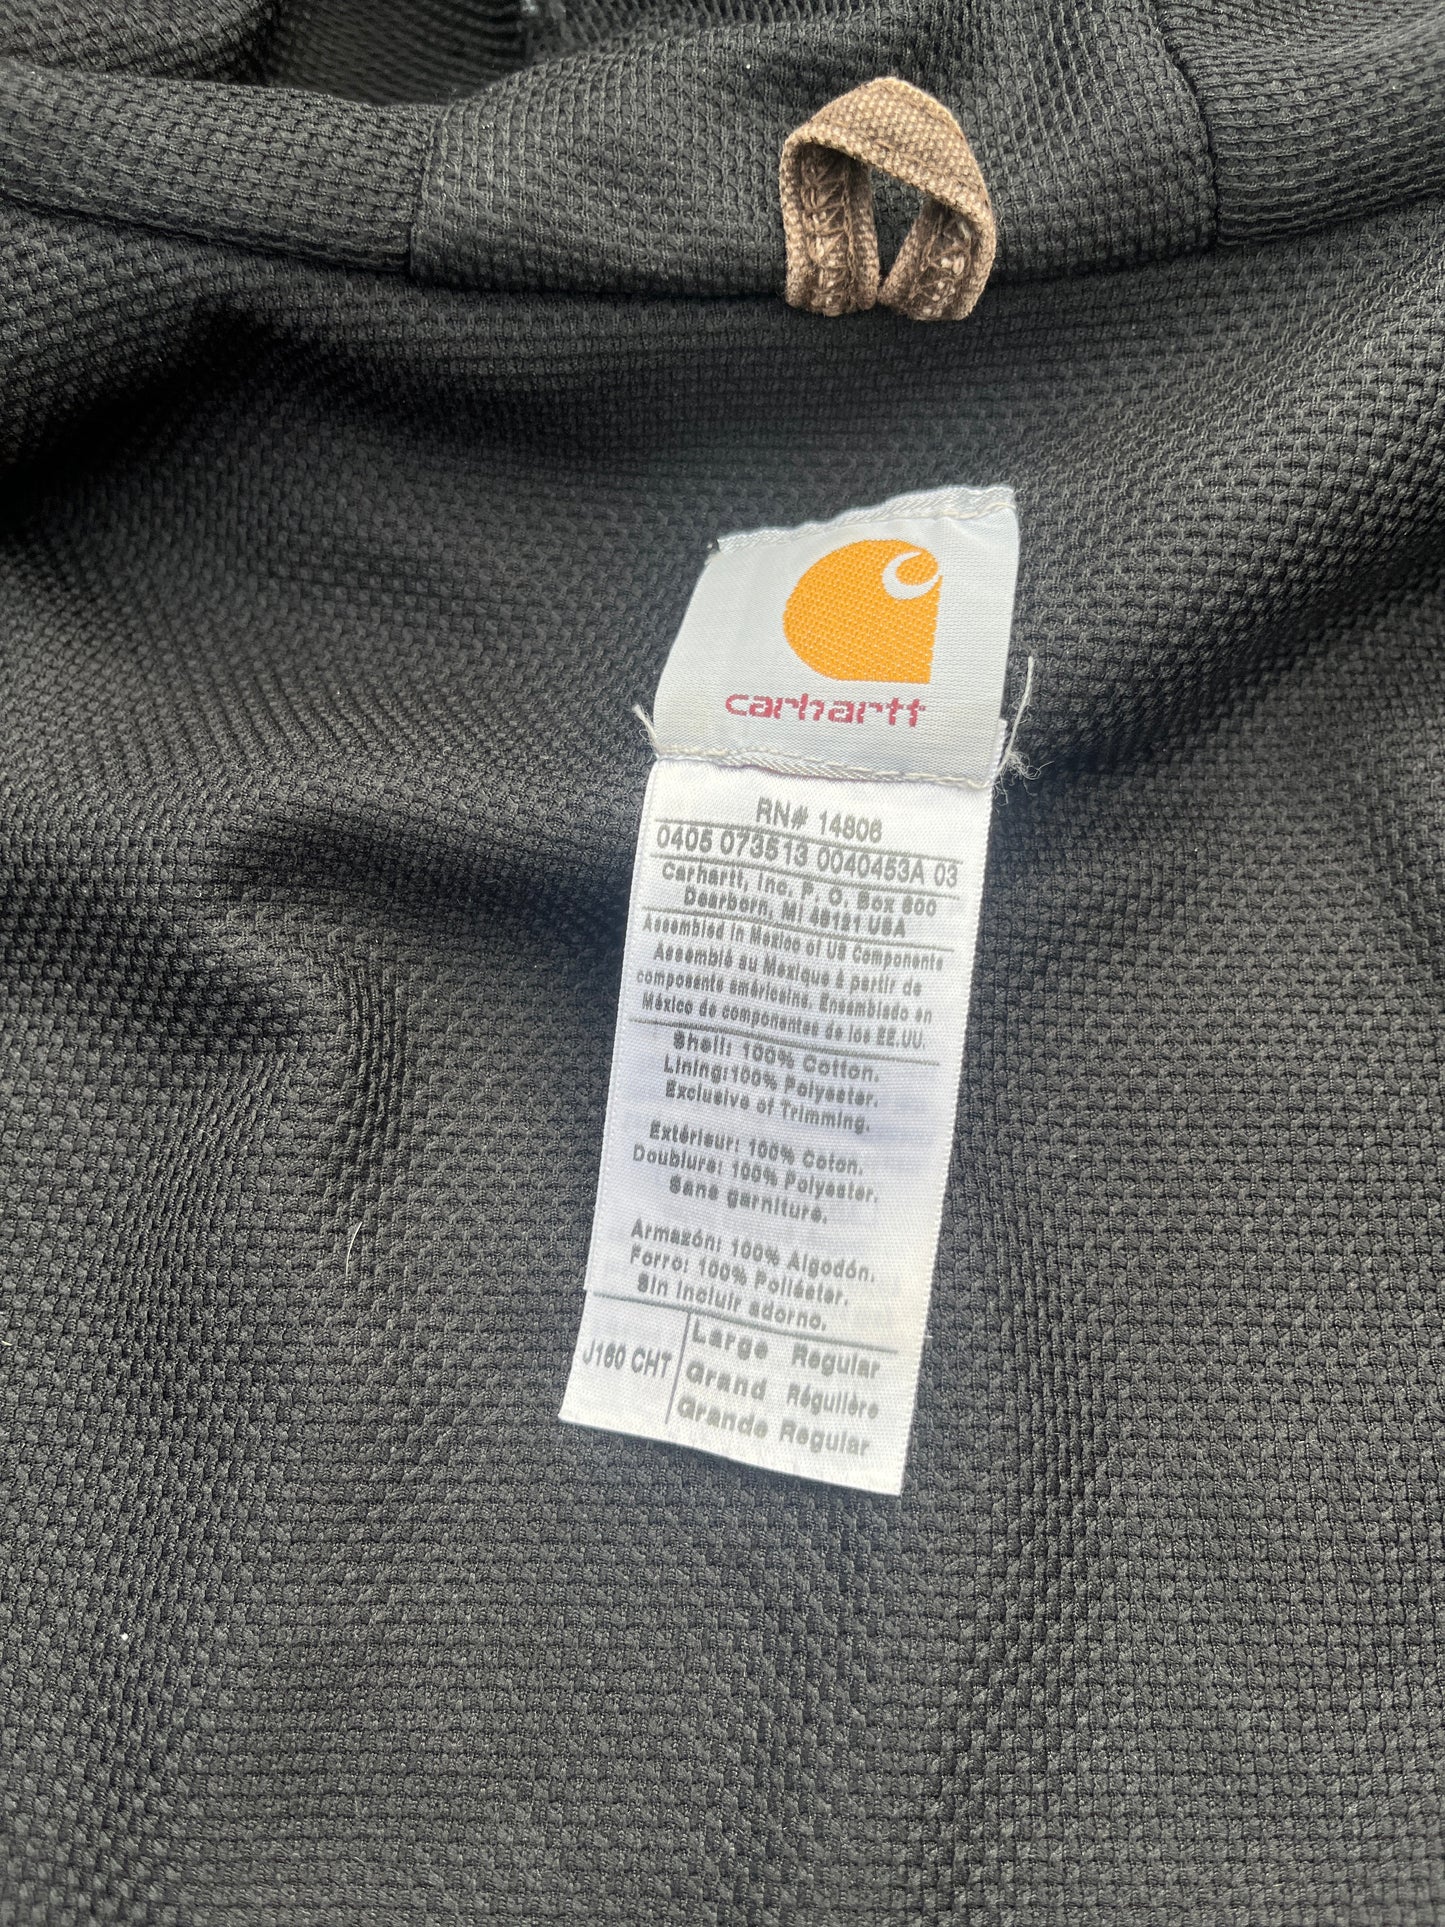 carhartt
RN# 14806
0405 073513 0040453A 03
Carhartt, Inc. P. O. Box 600
Dearborn, MI 48121 USA
Assembled in Mexico of US Components
Assemblé au Mexique à partir de
composants américains. Ensamblado en
México de componentes de los EE.UU.
Shell: 100% Cotton.
Lining:100% Polyester.
Exclusive of Trimming.
Extérieur: 100% Coton.
Doublure: 100% Polyester.
Sans garniture.
Armazón: 100% Algodón.
Forro: 100% Poliéster.
Sin incluir adorno.
J160 CHT
Large Regular
Grand Régulière
Grande Regular